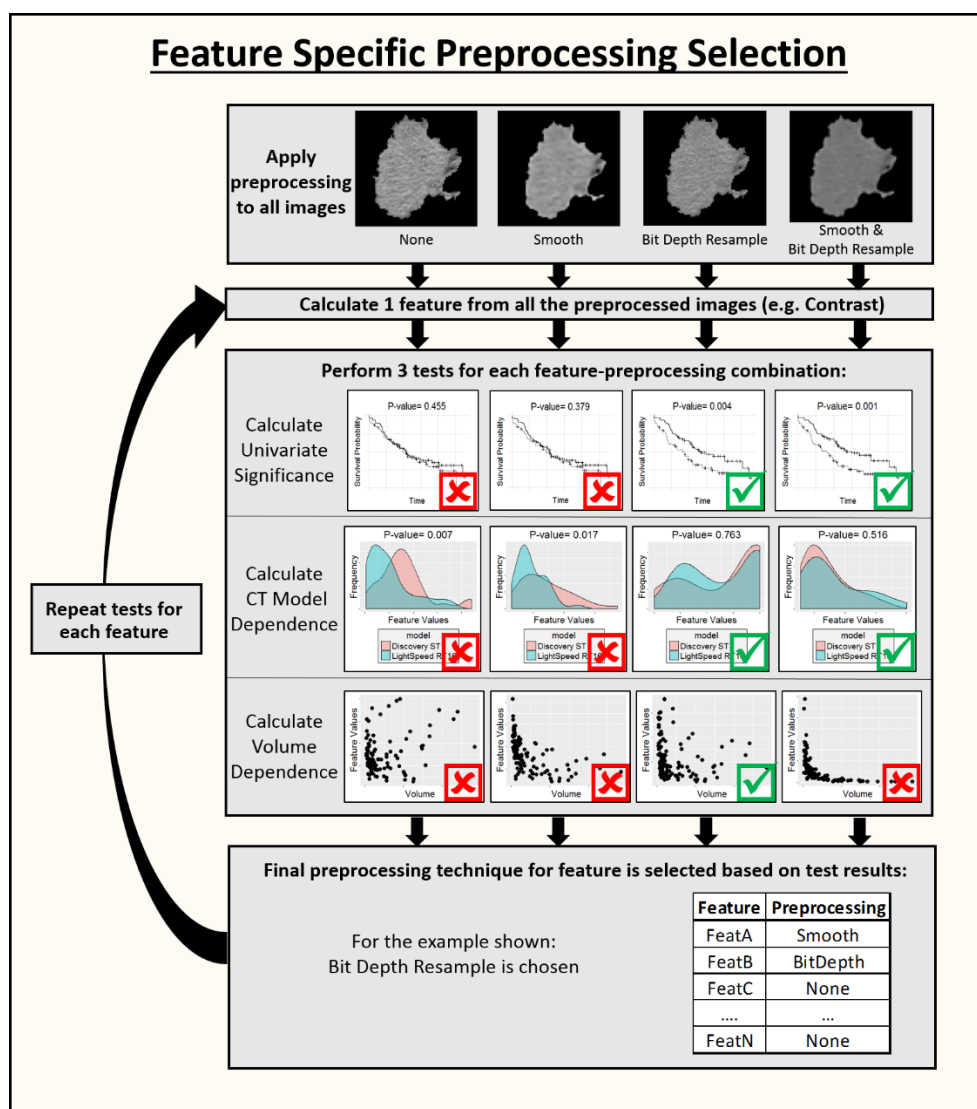 Feature Specific Preprocessing Selection
Apply
preprocessing
to all images
None
Smooth
Bit Depth Resample
Smooth &
Bit Depth Resample
Calculate 1 feature from all the preprocessed images (e.g. Contrast)
Perform 3 tests for each feature-preprocessing combination:
Calculate
Univariate
Significance
P-value= 0.455
Survival Probability
Time
P-value= 0.379
Survival Probability
Time
P-value= 0.004
Survival Probability
Time
P-value= 0.001
Survival Probability
Time
Calculate
CT Model
Dependence
P-value= 0.007
Frequency
Feature Values
model
Discovery ST
LightSpeed
P-value= 0.017
Frequency
Feature Values
model
Discovery ST
LightSpeed
P-value= 0.763
Frequency
Feature Values
model
Discovery ST
LightSpeed
P-value= 0.516
Frequency
Feature Values
model
Discovery ST
LightSpeed
Calculate
Volume
Dependence
Feature Values
Volume
Feature Values
Volume
Feature Values
Volume
Feature Values
Volume
Repeat tests for
each feature
Final preprocessing technique for feature is selected based on test results:
For the example shown:
Bit Depth Resample is chosen
Feature Preprocessing
FeatA Smooth
FeatB BitDepth
FeatC None
.... ...
FeatN None